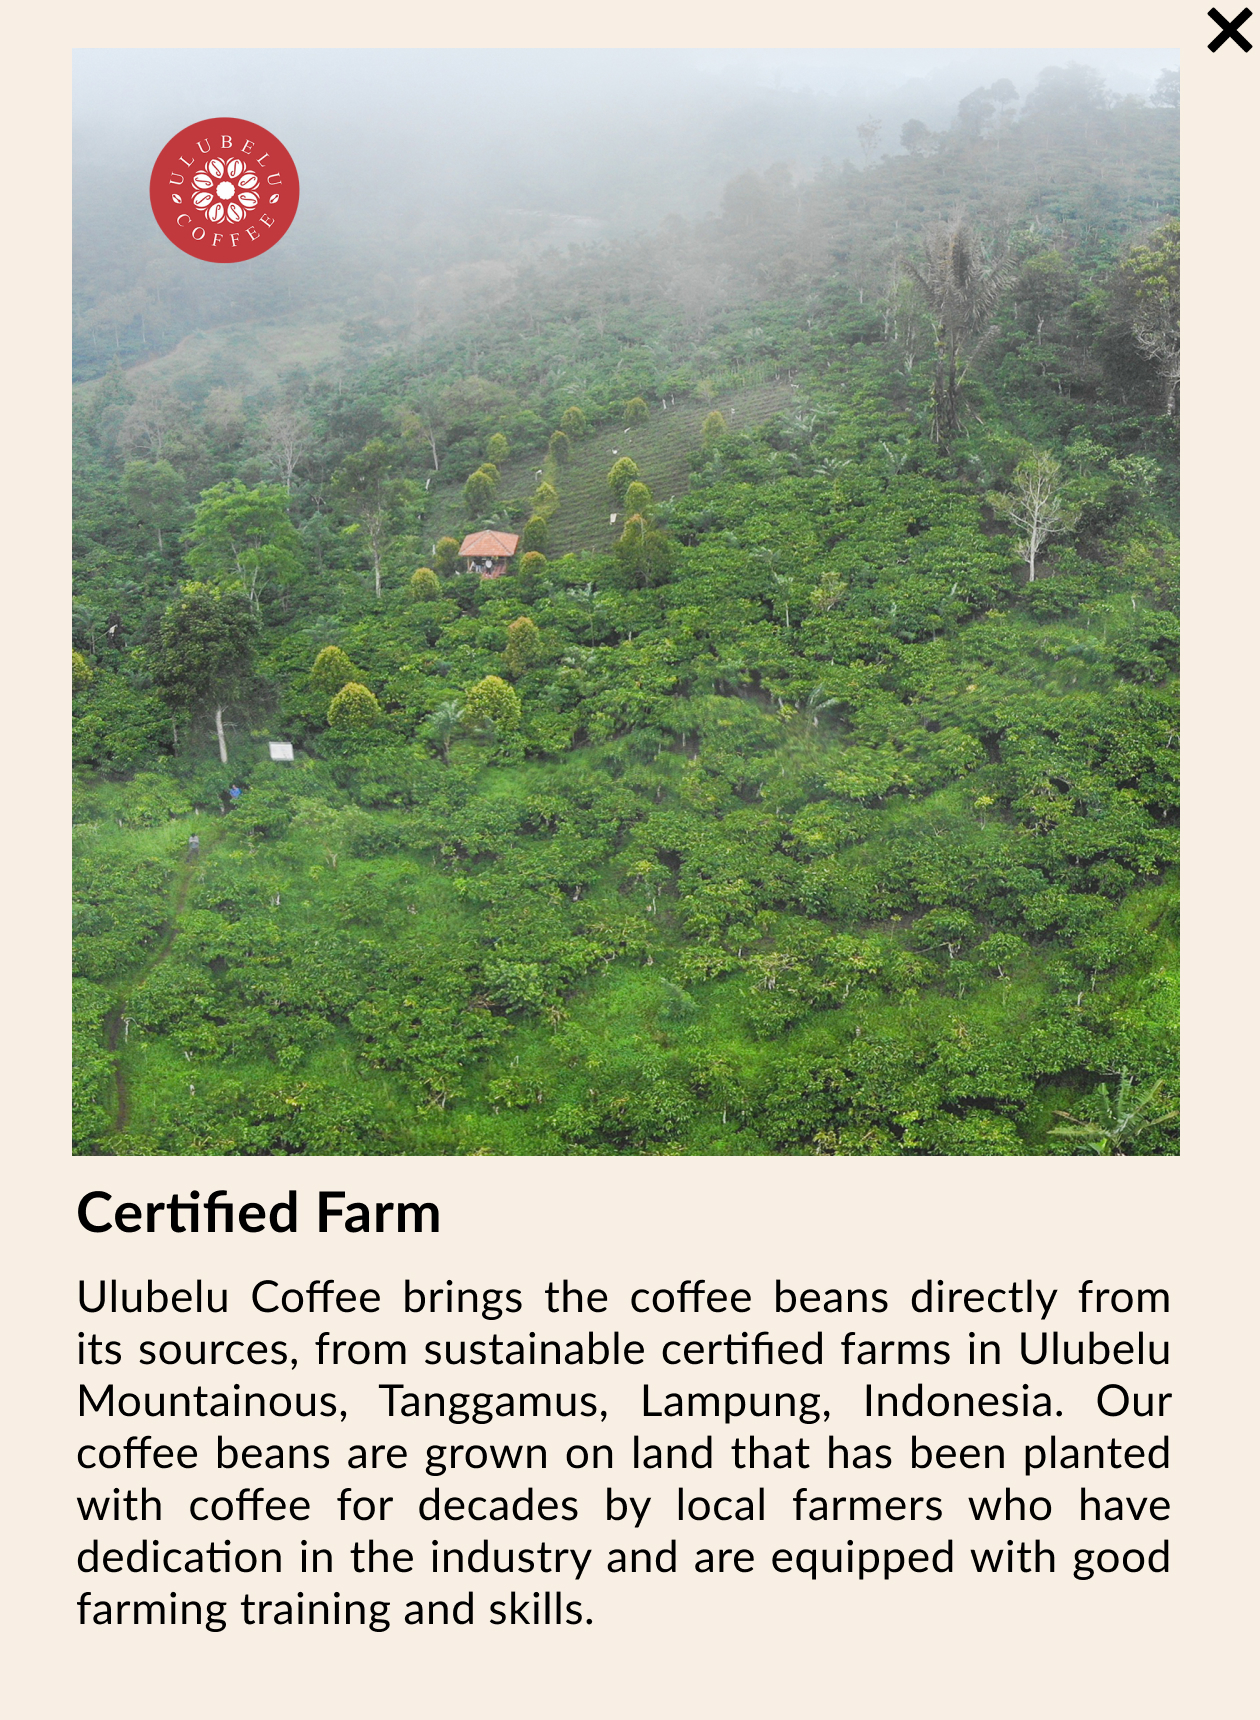 ULUBELU
COFFEE
Certified Farm
Ulubelu Coffee brings the coffee beans directly from
its sources, from sustainable certified farms in Ulubelu
Mountainous, Tanggamus, Lampung, Indonesia. Our
coffee beans are grown on land that has been planted
with coffee for decades by local farmers who have
dedication in the industry and are equipped with good
farming training and skills.